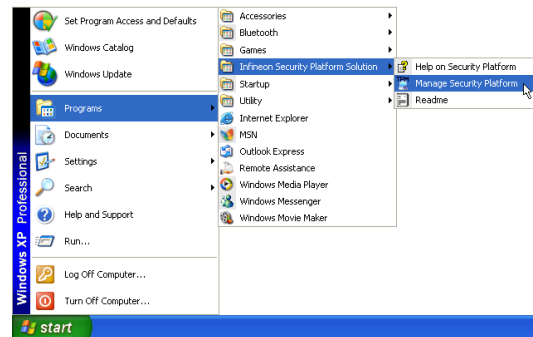 Set Program Access and Defaults
Windows Catalog
Windows Update
Programs
Documents
Settings
Search
Help and Support
Run...
Log Off Computer...
Turn Off Computer...
Windows XP Professional
start
Accessories
Bluetooth
Games
Infineon Security Platform Solution
Startup
Utility
Internet Explorer
MSN
Outlook Express
Remote Assistance
Windows Media Player
Windows Messenger
Windows Movie Maker
Help on Security Platform
Manage Security Platform
Readme